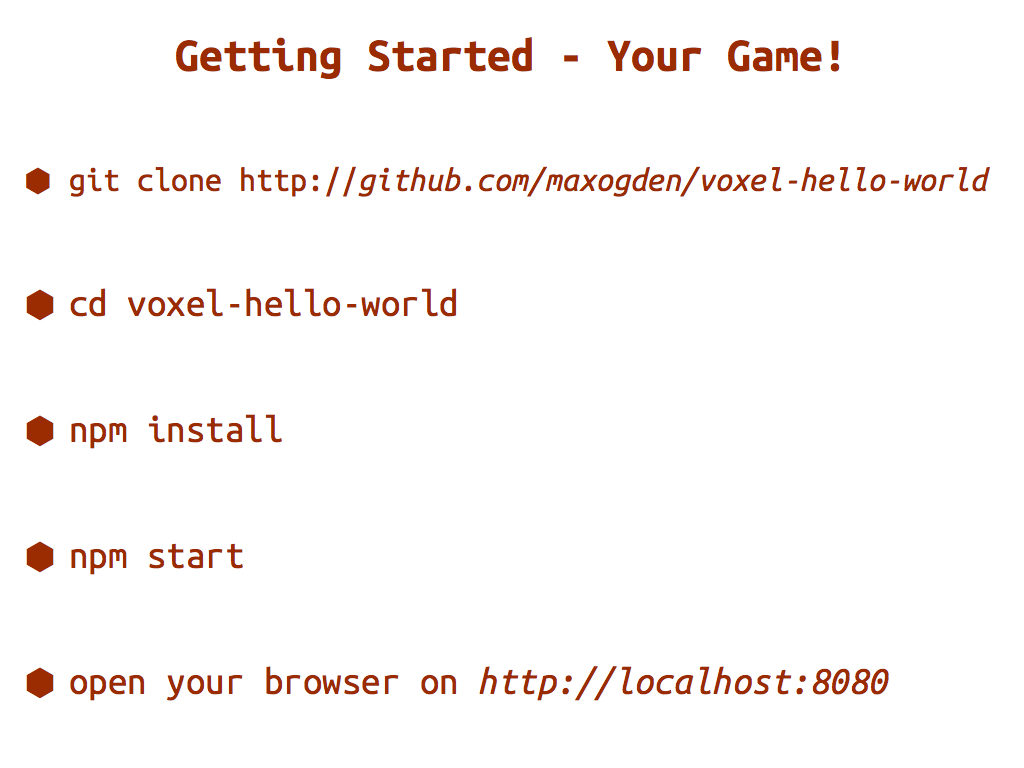 Getting Started - Your Game!
git clone http://github.com/maxogden/voxel-hello-world
cd voxel-hello-world
npm install
npm start
open your browser on http://localhost:8080